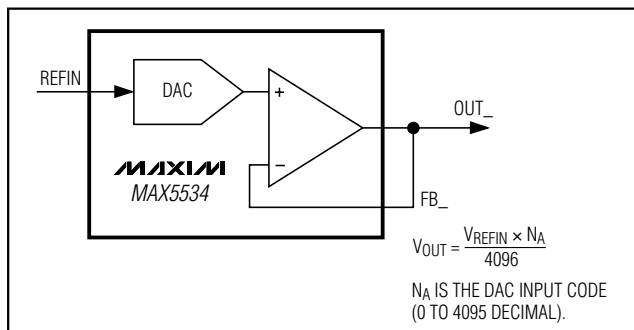 REFIN
DAC
+
−
OUT_
MAXIM
MAX5534
FB_
VOUT = VREFIN × NA
4096
NA IS THE DAC INPUT CODE
(0 TO 4095 DECIMAL).